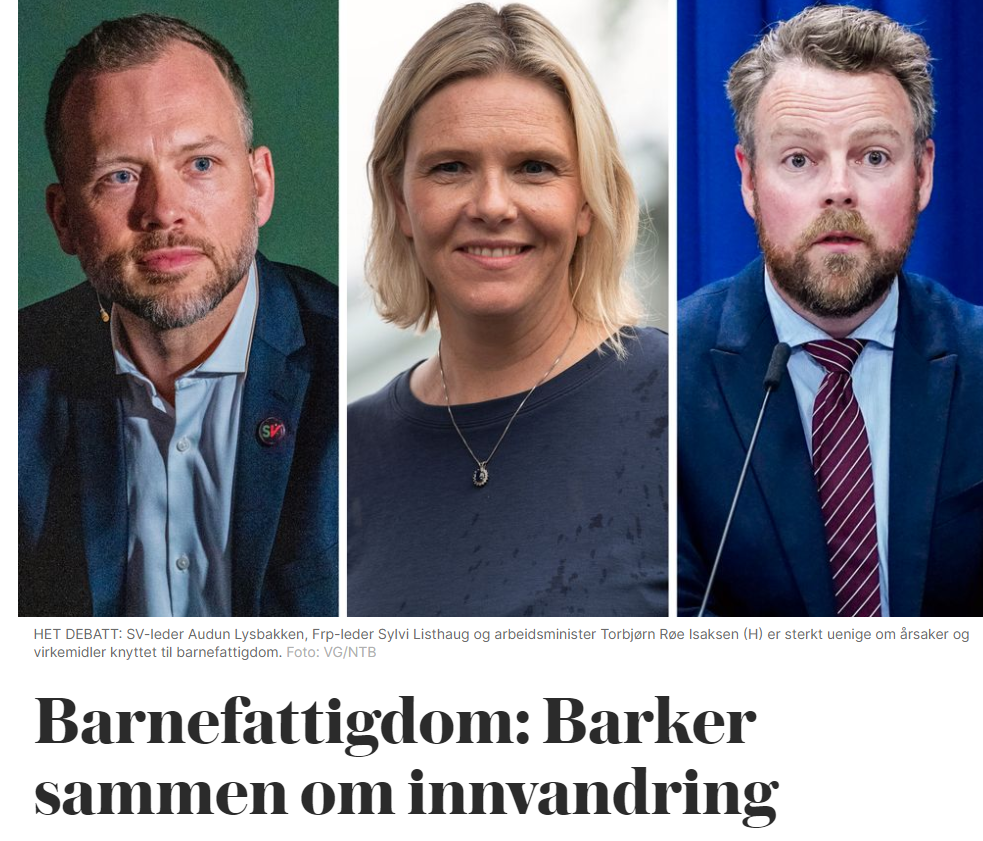 SV
HET DEBATT: SV-leder Audun Lysbakken, Frp-leder Sylvi Listhaug og arbeidsminister Torbjørn Røe Isaksen (H) er sterkt uenige om årsaker og
virkemidler knyttet til barnefattigdom. Foto: VG/NTB
Barnefattigdom: Barker
sammen om innvandring